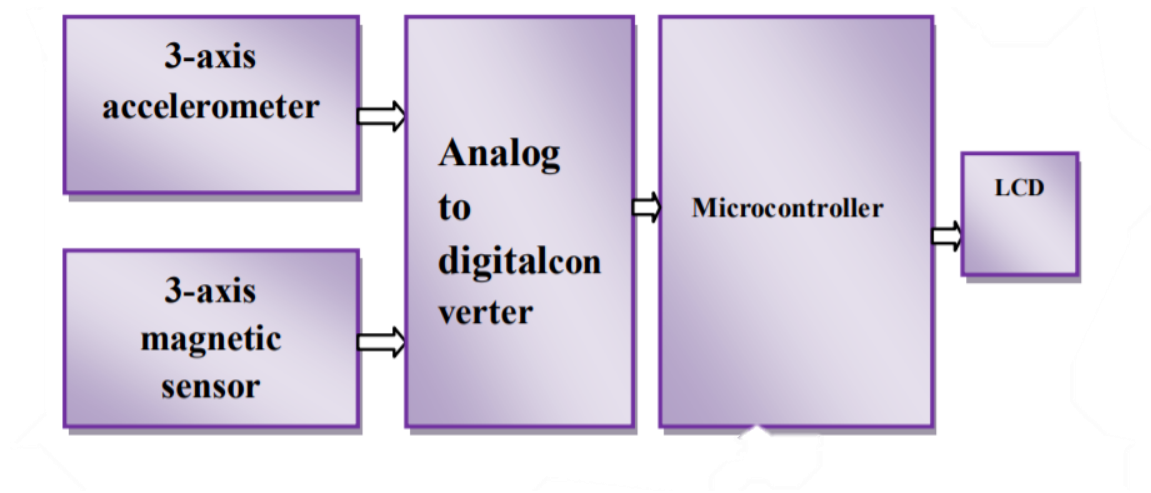 3-axis
accelerometer
Analog
to
digitalcon
verter
Microcontroller
LCD
3-axis
magnetic
sensor